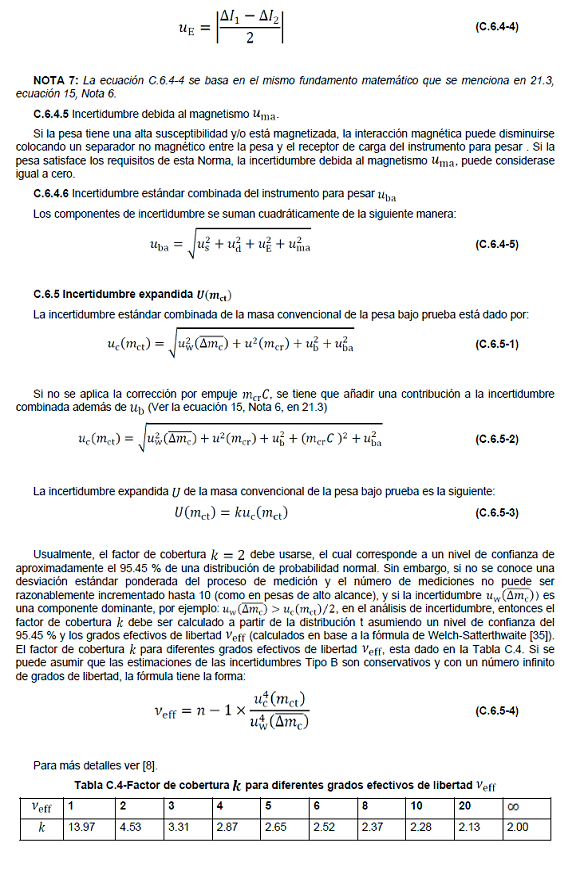 u_E = |ΔI₁ − ΔI₂ / 2| (C.6.4-4)
NOTA 7: La ecuación C.6.4-4 se basa en el mismo fundamento matemático que se menciona en 21.3,
ecuación 15, Nota 6.
C.6.4.5 Incertidumbre debida al magnetismo u_ma.
Si la pesa tiene una alta susceptibilidad y/o está magnetizada, la interacción magnética puede disminuirse
colocando un separador no magnético entre la pesa y el receptor de carga del instrumento para pesar . Si la
pesa satisface los requisitos de esta Norma, la incertidumbre debida al magnetismo u_ma, puede considerase
igual a cero.
C.6.4.6 Incertidumbre estándar combinada del instrumento para pesar u_ba
Los componentes de incertidumbre se suman cuadráticamente de la siguiente manera:
u_ba = √(u_s² + u_d² + u_E² + u_ma²) (C.6.4-5)
C.6.5 Incertidumbre expandida U(m_ct)
La incertidumbre estándar combinada de la masa convencional de la pesa bajo prueba está dado por:
u_c(m_ct) = √(u_w²(Δm_c) + u²(m_cr) + u_b² + u_ba²) (C.6.5-1)
Si no se aplica la corrección por empuje m_cr C, se tiene que añadir una contribución a la incertidumbre
combinada además de u_b (Ver la ecuación 15, Nota 6, en 21.3)
u_c(m_ct) = √(u_w²(Δm_c) + u²(m_cr) + u_b² + (m_cr C )² + u_ba²) (C.6.5-2)
La incertidumbre expandida U de la masa convencional de la pesa bajo prueba es la siguiente:
U(m_ct) = ku_c(m_ct) (C.6.5-3)
Usualmente, el factor de cobertura k = 2 debe usarse, el cual corresponde a un nivel de confianza de
aproximadamente el 95.45 % de una distribución de probabilidad normal. Sin embargo, si no se conoce una
desviación estándar ponderada del proceso de medición y el número de mediciones no puede ser
razonablemente incrementado hasta 10 (como en pesas de alto alcance), y si la incertidumbre u_w(Δm_c)) es
una componente dominante, por ejemplo: u_w(Δm_c) > u_c(m_ct)/2, en el análisis de incertidumbre, entonces el
factor de cobertura k debe ser calculado a partir de la distribución t asumiendo un nivel de confianza del
95.45 % y los grados efectivos de libertad ν_eff (calculados en base a la fórmula de Welch-Satterthwaite [35]).
El factor de cobertura k para diferentes grados efectivos de libertad ν_eff, esta dado en la Tabla C.4. Si se
puede asumir que las estimaciones de las incertidumbres Tipo B son conservativos y con un número infinito
de grados de libertad, la fórmula tiene la forma:
ν_eff = n − 1 × u_c⁴(m_ct) / u_w⁴(Δm_c) (C.6.5-4)
Para más detalles ver [8].
Tabla C.4-Factor de cobertura k para diferentes grados efectivos de libertad ν_eff
ν_eff 1 2 3 4 5 6 8 10 20 ∞
k 13.97 4.53 3.31 2.87 2.65 2.52 2.37 2.28 2.13 2.00